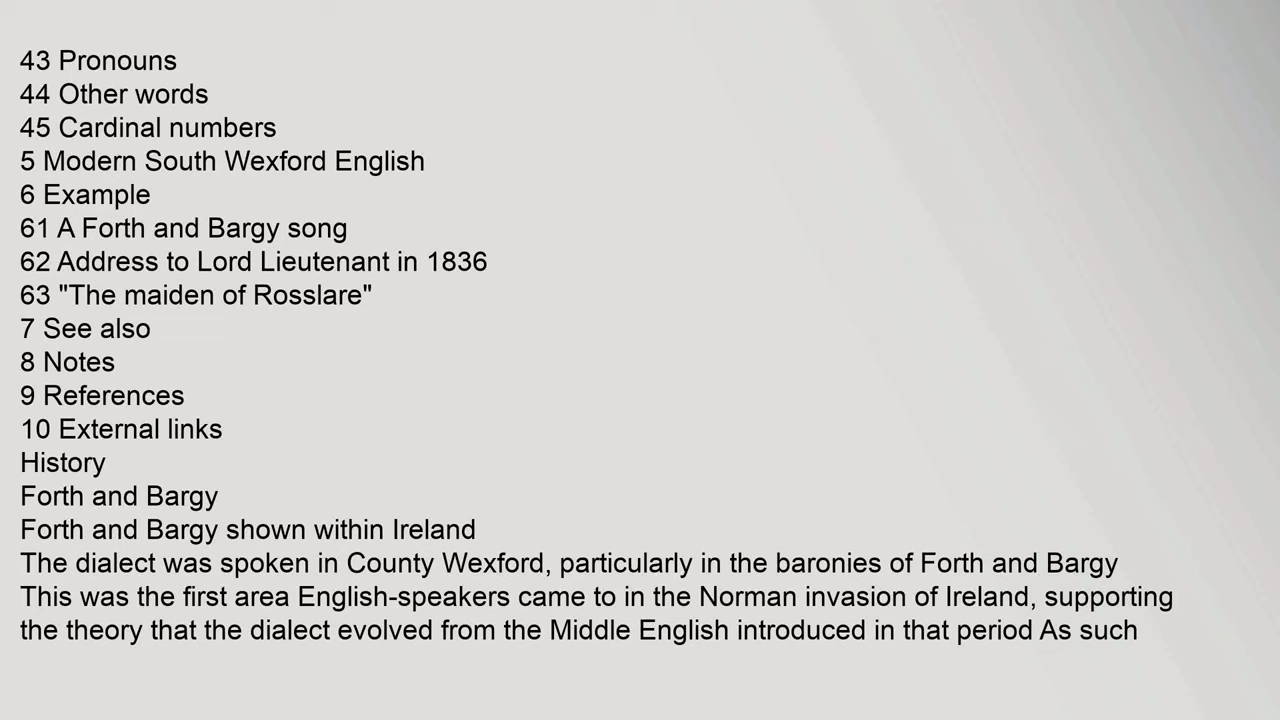 43 Pronouns
44 Other words
45 Cardinal numbers
5 Modern South Wexford English
6 Example
61 A Forth and Bargy song
62 Address to Lord Lieutenant in 1836
63 "The maiden of Rosslare"
7 See also
8 Notes
9 References
10 External links
History
Forth and Bargy
Forth and Bargy shown within Ireland
The dialect was spoken in County Wexford, particularly in the baronies of Forth and Bargy
This was the first area English-speakers came to in the Norman invasion of Ireland, supporting
the theory that the dialect evolved from the Middle English introduced in that period As such